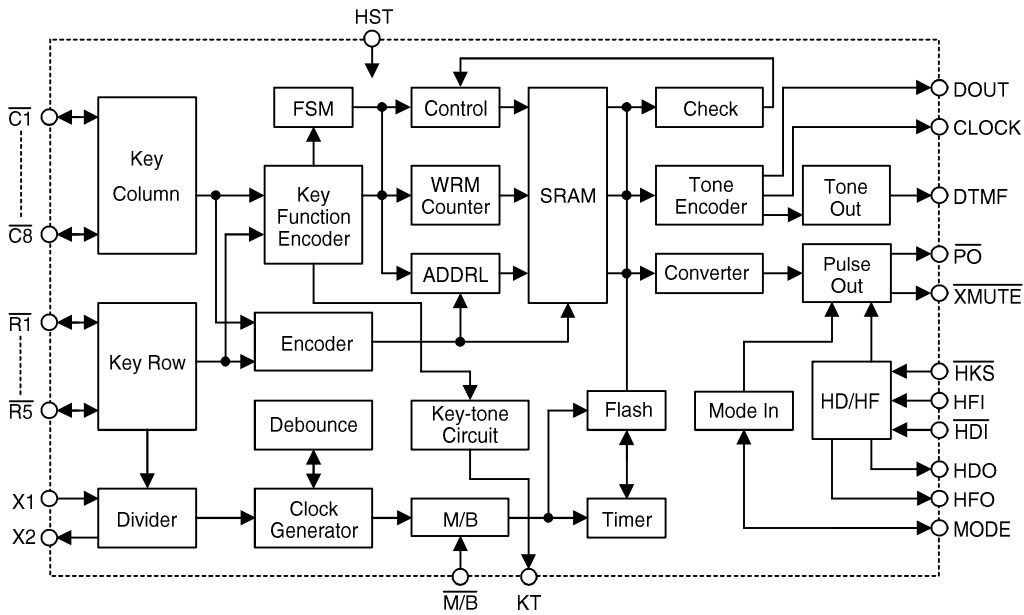 HST
C1
C8
R1
R5
X1
X2
Key
Column
Key Row
Divider
FSM
Key
Function
Encoder
Encoder
Debounce
Clock
Generator
Control
WRM
Counter
ADDRL
Key-tone
Circuit
M/B
SRAM
Flash
Timer
Check
Tone
Encoder
Converter
Mode In
Tone
Out
Pulse
Out
HD/HF
DOUT
CLOCK
DTMF
PO
XMUTE
HKS
HFI
HDI
HDO
HFO
MODE
M/B
KT